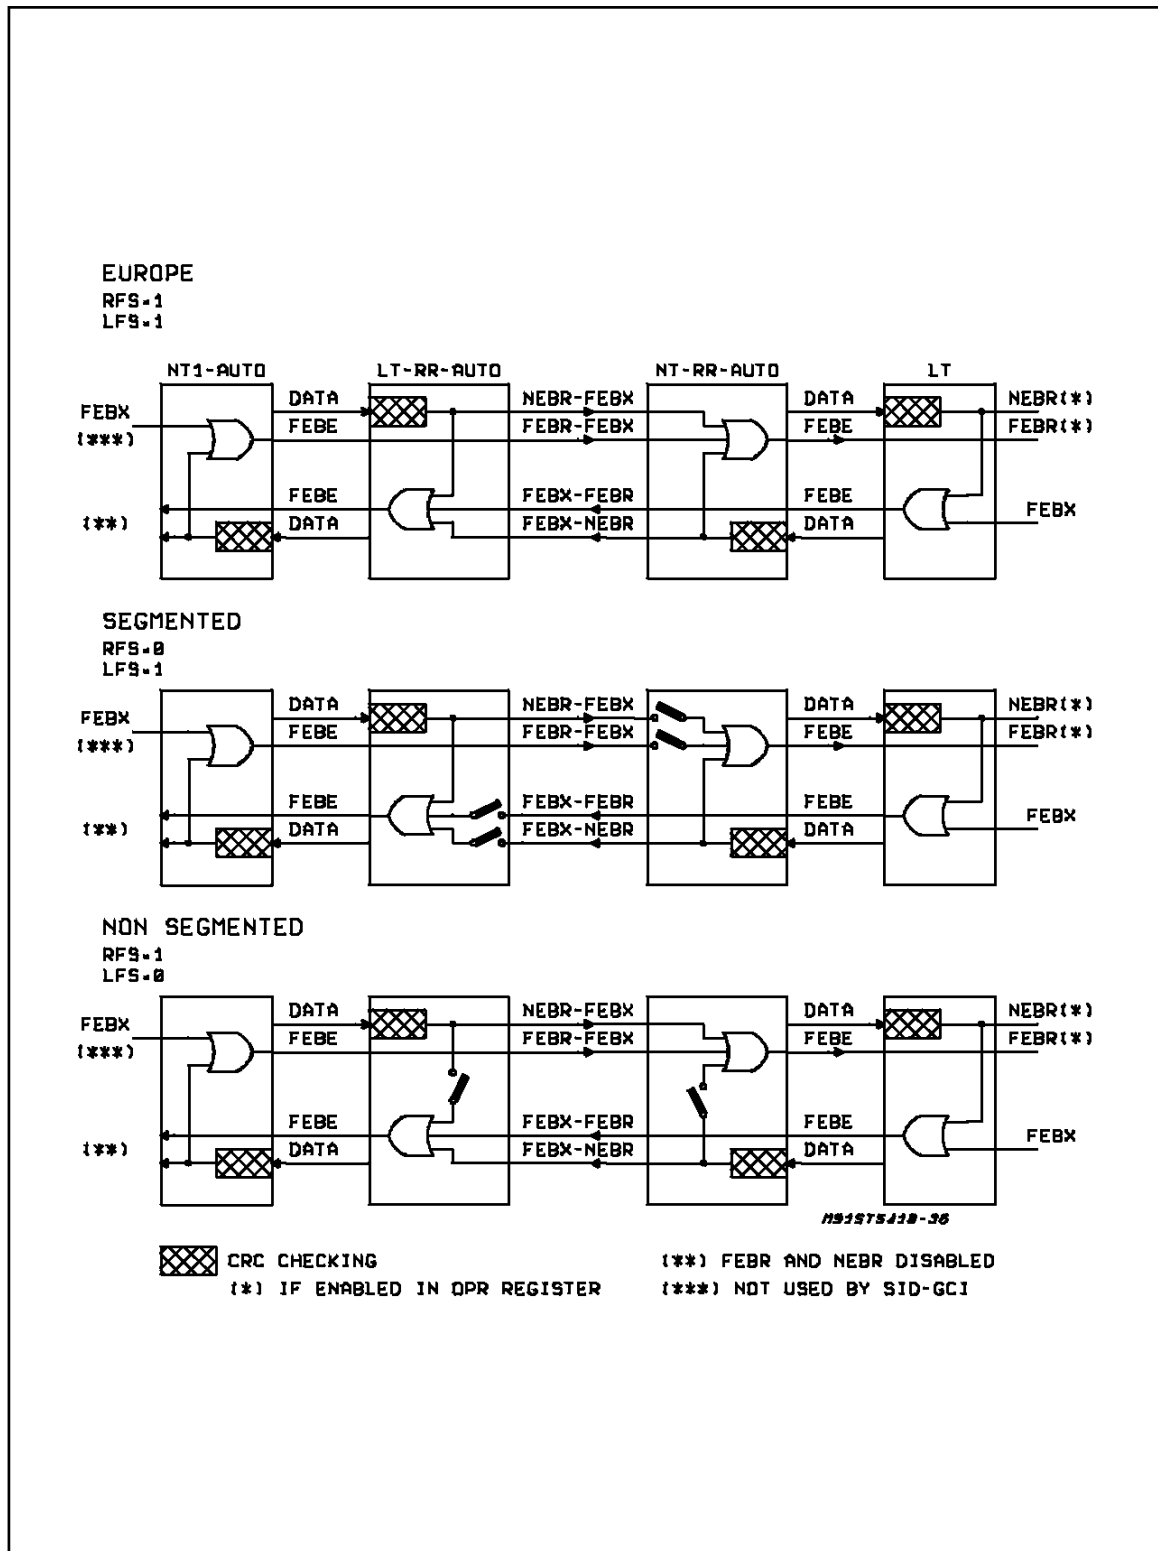 EUROPE
RFS=1
LFS=1
NT1-AUTO LT-RR-AUTO NT-RR-AUTO LT
FEBX DATA NEBR-FEBX DATA NEBR(*)
(***) FEBE FEBR-FEBX FEBE FEBR(*)
FEBE FEBX-FEBR FEBE FEBX
(**) DATA FEBX-NEBR DATA
SEGMENTED
RFS=0
LFS=1
FEBX DATA NEBR-FEBX DATA NEBR(*)
(***) FEBE FEBR-FEBX FEBE FEBR(*)
FEBE FEBX-FEBR FEBE FEBX
(**) DATA FEBX-NEBR DATA
NON SEGMENTED
RFS=1
LFS=0
FEBX DATA NEBR-FEBX DATA NEBR(*)
(***) FEBE FEBR-FEBX FEBE FEBR(*)
FEBE FEBX-FEBR FEBE FEBX
(**) DATA FEBX-NEBR DATA
M91ST5410-36
CRC CHECKING (**) FEBR AND NEBR DISABLED
(*) IF ENABLED IN OPR REGISTER (***) NOT USED BY SID-GCI